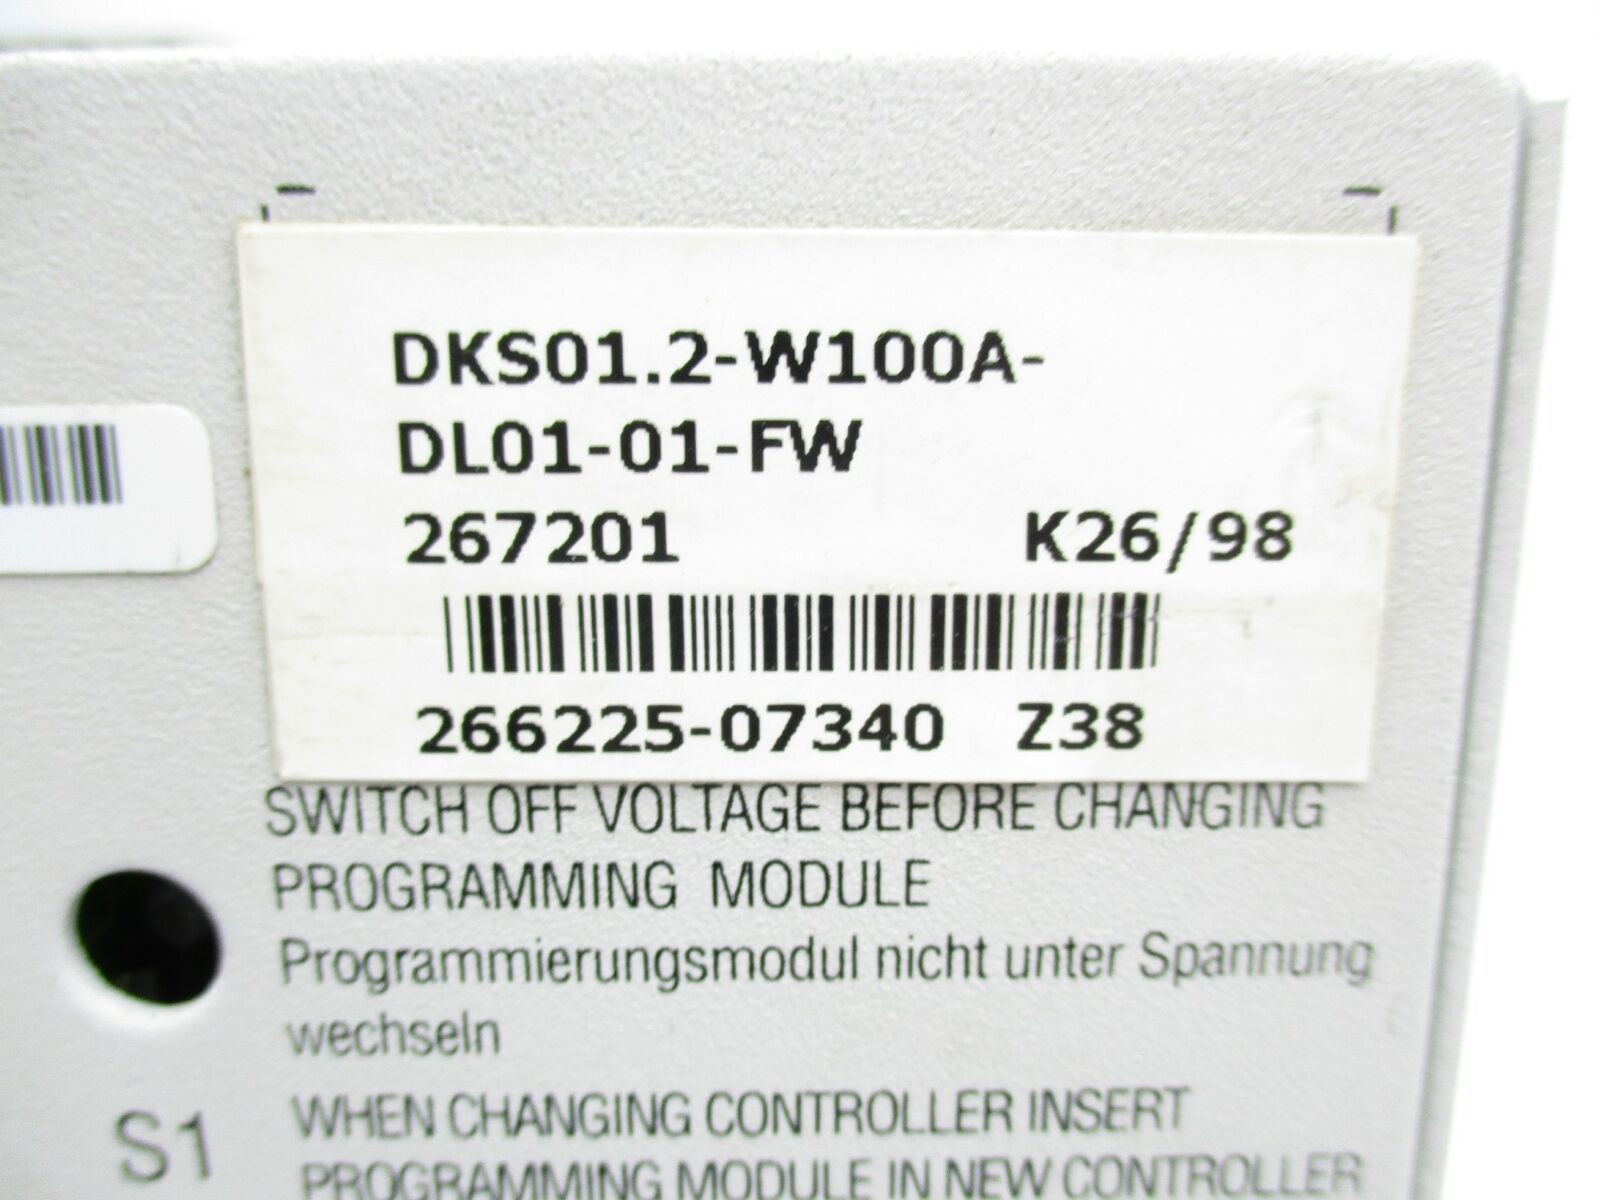 DKS01.2-W100A-
DL01-01-FW
267201 K26/98
266225-07340 Z38
SWITCH OFF VOLTAGE BEFORE CHANGING
PROGRAMMING MODULE
Programmierungsmodul nicht unter Spannung
wechseln
S1
WHEN CHANGING CONTROLLER INSERT
PROGRAMMING MODULE IN NEW CONTROLLER